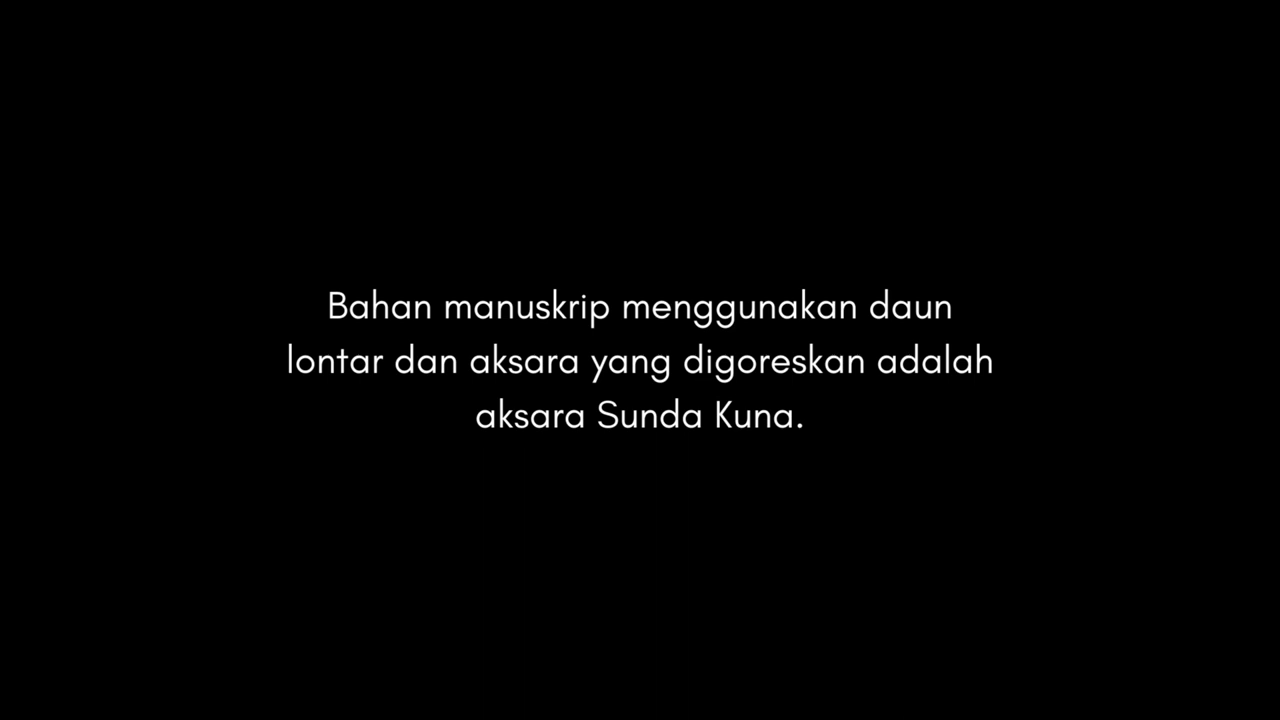 Bahan manuskrip menggunakan daun
lontar dan aksara yang digoreskan adalah
aksara Sunda Kuna.